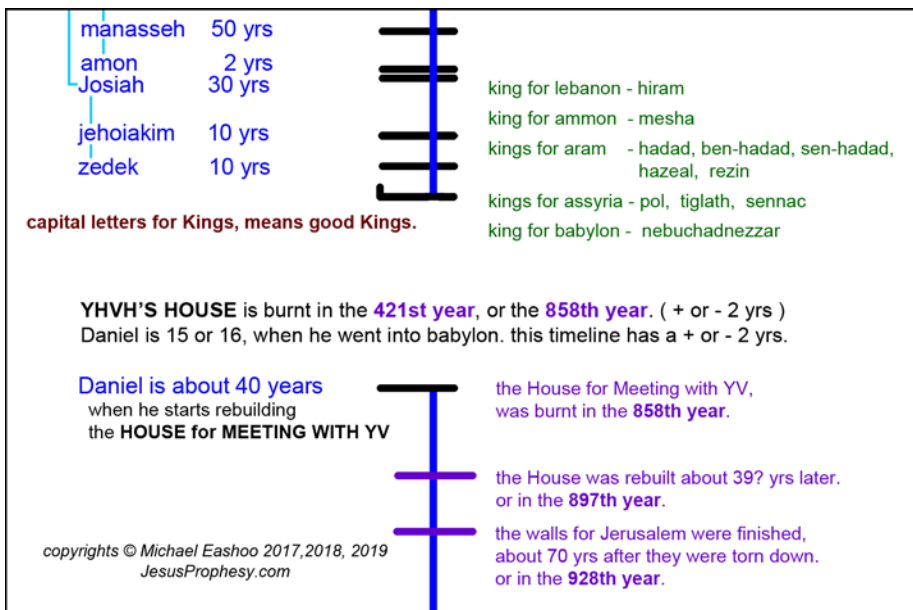 manasseh 50 yrs
amon 2 yrs
Josiah 30 yrs
jehoiakim 10 yrs
zedek 10 yrs
capital letters for Kings, means good Kings.
king for lebanon - hiram
king for ammon - mesha
kings for aram - hadad, ben-hadad, sen-hadad,
hazeal, rezin
kings for assyria - pol, tiglath, sennac
king for babylon - nebuchadnezzar
YHVH'S HOUSE is burnt in the 421st year, or the 858th year. ( + or - 2 yrs )
Daniel is 15 or 16, when he went into babylon. this timeline has a + or - 2 yrs.
Daniel is about 40 years
when he starts rebuilding
the HOUSE for MEETING WITH YV
the House for Meeting with YV,
was burnt in the 858th year.
the House was rebuilt about 39? yrs later.
or in the 897th year.
the walls for Jerusalem were finished,
about 70 yrs after they were torn down.
or in the 928th year.
copyrights © Michael Eashoo 2017,2018, 2019
JesusProphesy.com